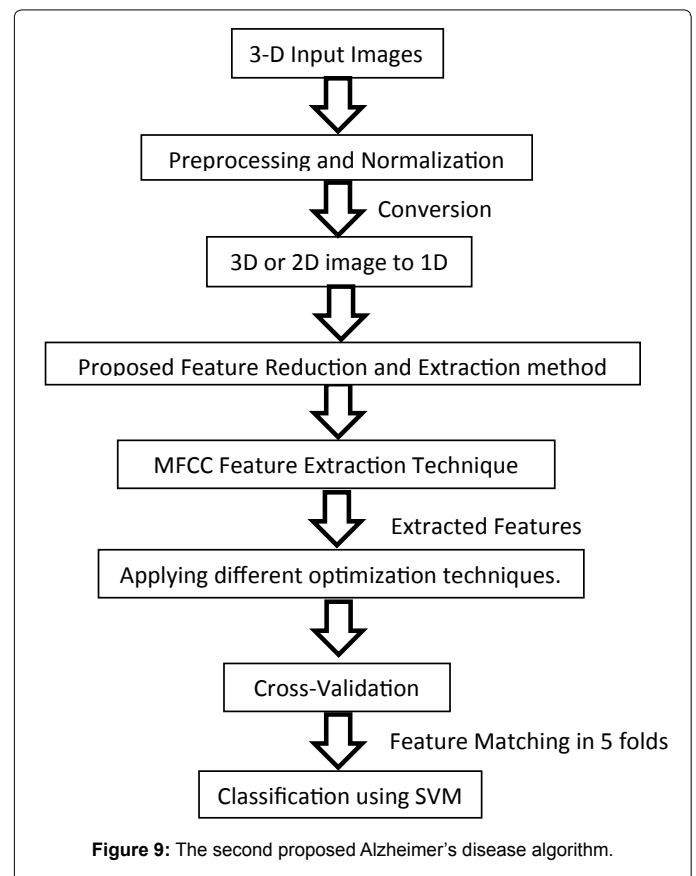 3-D Input Images
Preprocessing and Normalization
Conversion
3D or 2D image to 1D
Proposed Feature Reduction and Extraction method
MFCC Feature Extraction Technique
Extracted Features
Applying different optimization techniques.
Cross-Validation
Feature Matching in 5 folds
Classification using SVM
Figure 9: The second proposed Alzheimer's disease algorithm.